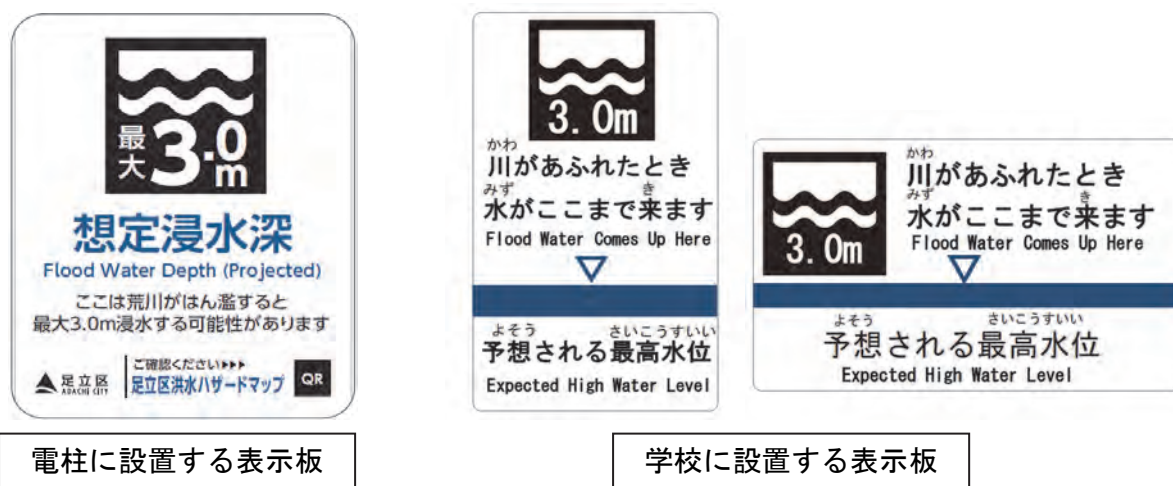 最大3.0m
想定浸水深
Flood Water Depth (Projected)
ここは荒川がはん濫すると
最大3.0m浸水する可能性があります
足立区
ADACHI CITY
ご確認ください▸▸▸
足立区洪水ハザードマップ
QR
電柱に設置する表示板
3.0m
かわ
川があふれたとき
みず き
水がここまで来ます
Flood Water Comes Up Here
よそう さいこうすいい
予想される最高水位
Expected High Water Level
3.0m
かわ
川があふれたとき
みず き
水がここまで来ます
Flood Water Comes Up Here
よそう さいこうすいい
予想される最高水位
Expected High Water Level
学校に設置する表示板